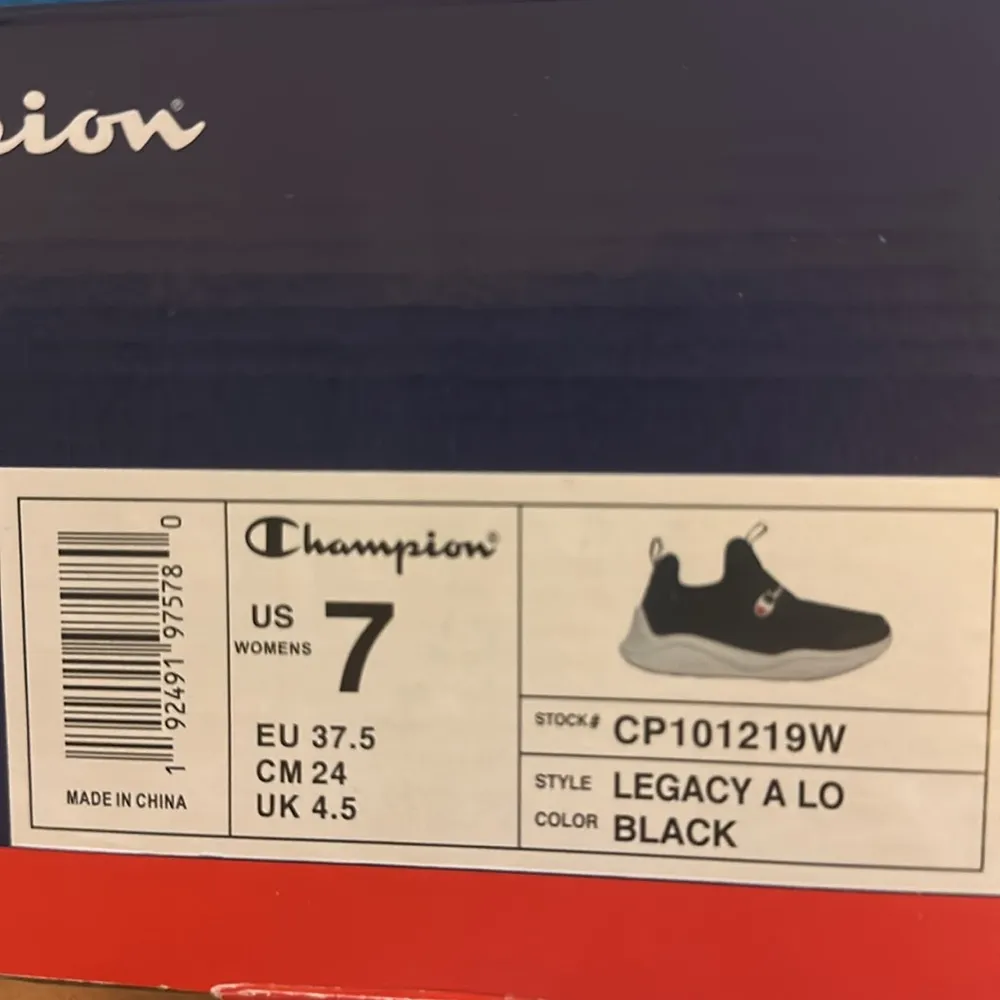 pion®
1 92491 97578 0
MADE IN CHINA
Champion®
US
WOMENS
7
EU 37.5
CM 24
UK 4.5
STOCK# CP101219W
STYLE LEGACY A LO
COLOR BLACK